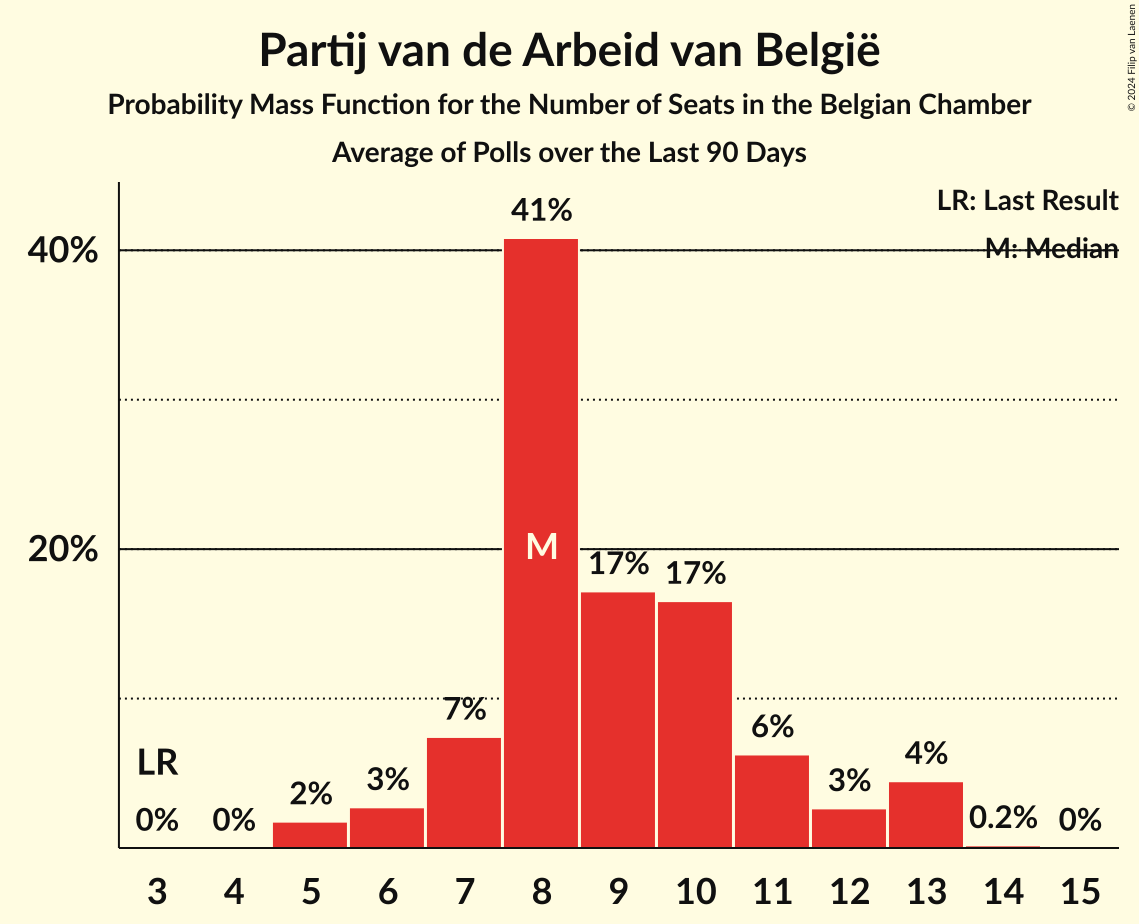 Partij van de Arbeid van België
Probability Mass Function for the Number of Seats in the Belgian Chamber
Average of Polls over the Last 90 Days
© 2024 Filip van Laenen
LR: Last Result
M: Median
40%
20%
41%
M
17%
17%
7%
6%
LR
4%
3%
3%
2%
0%
0%
0.2%
0%
3 4 5 6 7 8 9 10 11 12 13 14 15